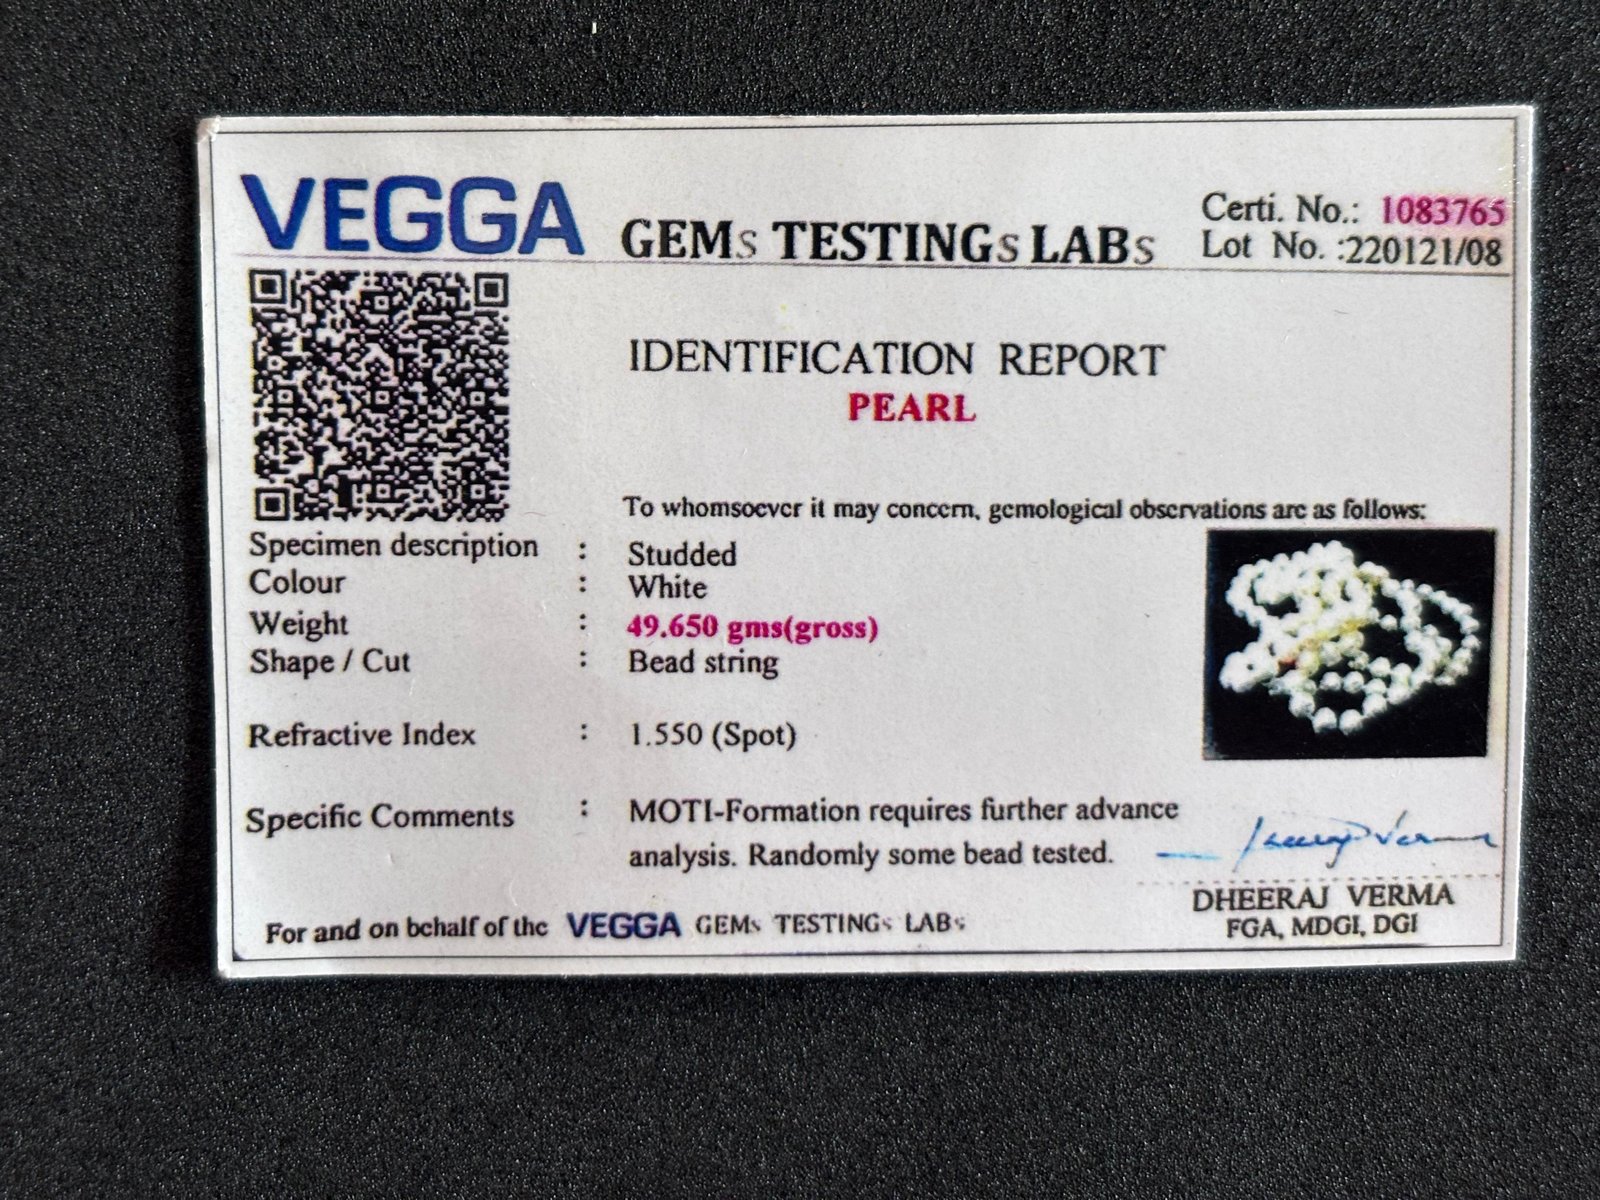 VEGGA GEMs TESTINGs LABs
Certi. No.: 1083765
Lot No. :220121/08
IDENTIFICATION REPORT
PEARL
To whomsoever it may concern, gemological observations are as follows:
Specimen description : Studded
Colour : White
Weight : 49.650 gms(gross)
Shape / Cut : Bead string
Refractive Index : 1.550 (Spot)
Specific Comments : MOTI-Formation requires further advance
analysis. Randomly some bead tested.
Dheeraj Verma
DHEERAJ VERMA
FGA, MDGI, DGI
For and on behalf of the VEGGA GEMs TESTINGs LABs